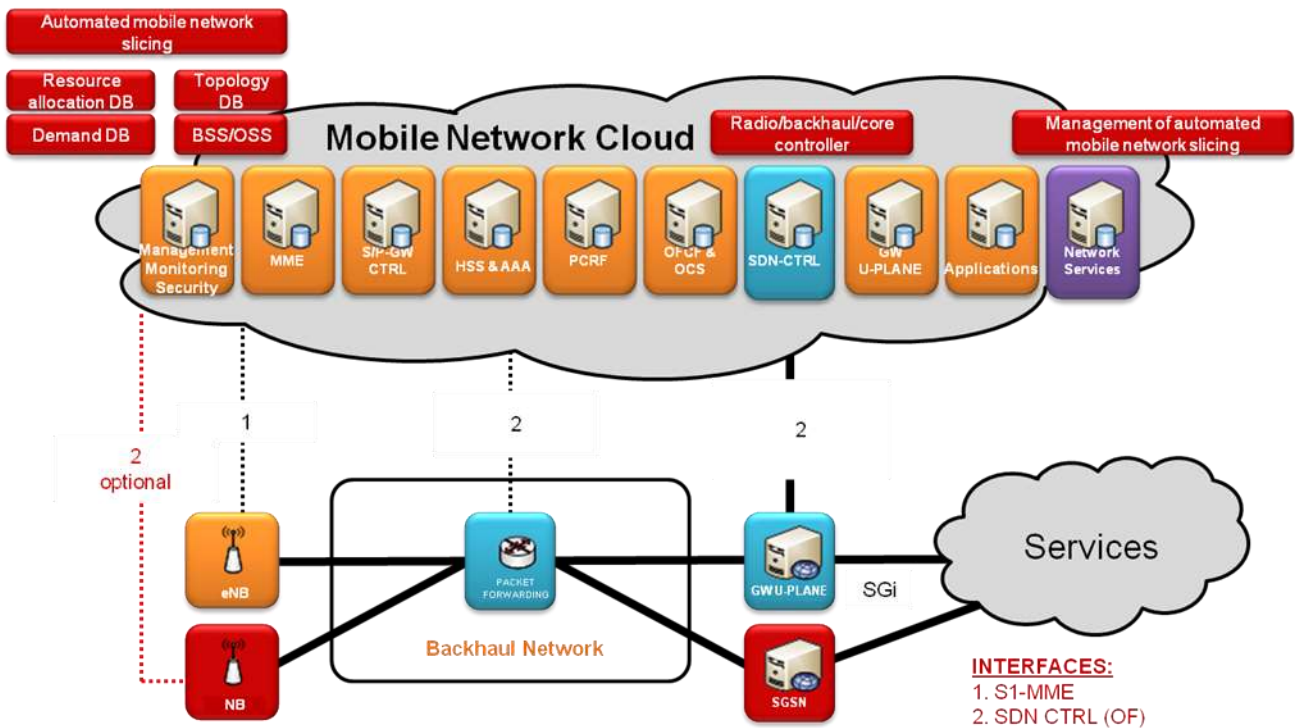 Automated mobile network
slicing
Resource
allocation DB
Topology
DB
Demand DB
BSS/OSS
Mobile Network Cloud
Radio/backhaul/core
controller
Management of automated
mobile network slicing
Management
Monitoring
Security
MME
S/P-GW
CTRL
HSS & AAA
PCRF
OFCF &
OCS
SDN-CTRL
GW
U-PLANE
Applications
Network
Services
1
2
2
2
optional
eNB
PACKET
FORWARDING
GWU-PLANE
SGi
Services
Backhaul Network
NB
SGSN
INTERFACES:
1. S1-MME
2. SDN CTRL (OF)